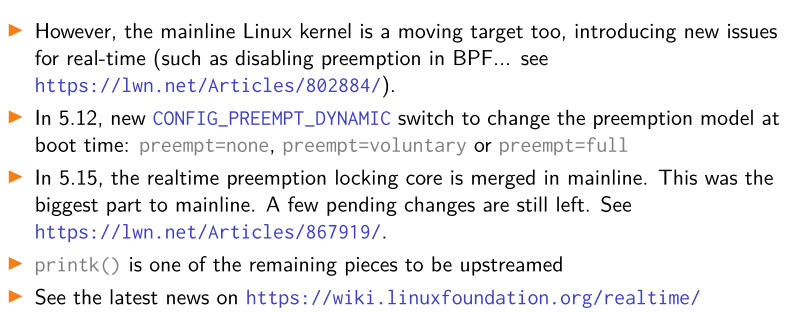 ▶ However, the mainline Linux kernel is a moving target too, introducing new issues
for real-time (such as disabling preemption in BPF... see
https://lwn.net/Articles/802884/).
▶ In 5.12, new CONFIG_PREEMPT_DYNAMIC switch to change the preemption model at
boot time: preempt=none, preempt=voluntary or preempt=full
▶ In 5.15, the realtime preemption locking core is merged in mainline. This was the
biggest part to mainline. A few pending changes are still left. See
https://lwn.net/Articles/867919/.
▶ printk() is one of the remaining pieces to be upstreamed
▶ See the latest news on https://wiki.linuxfoundation.org/realtime/